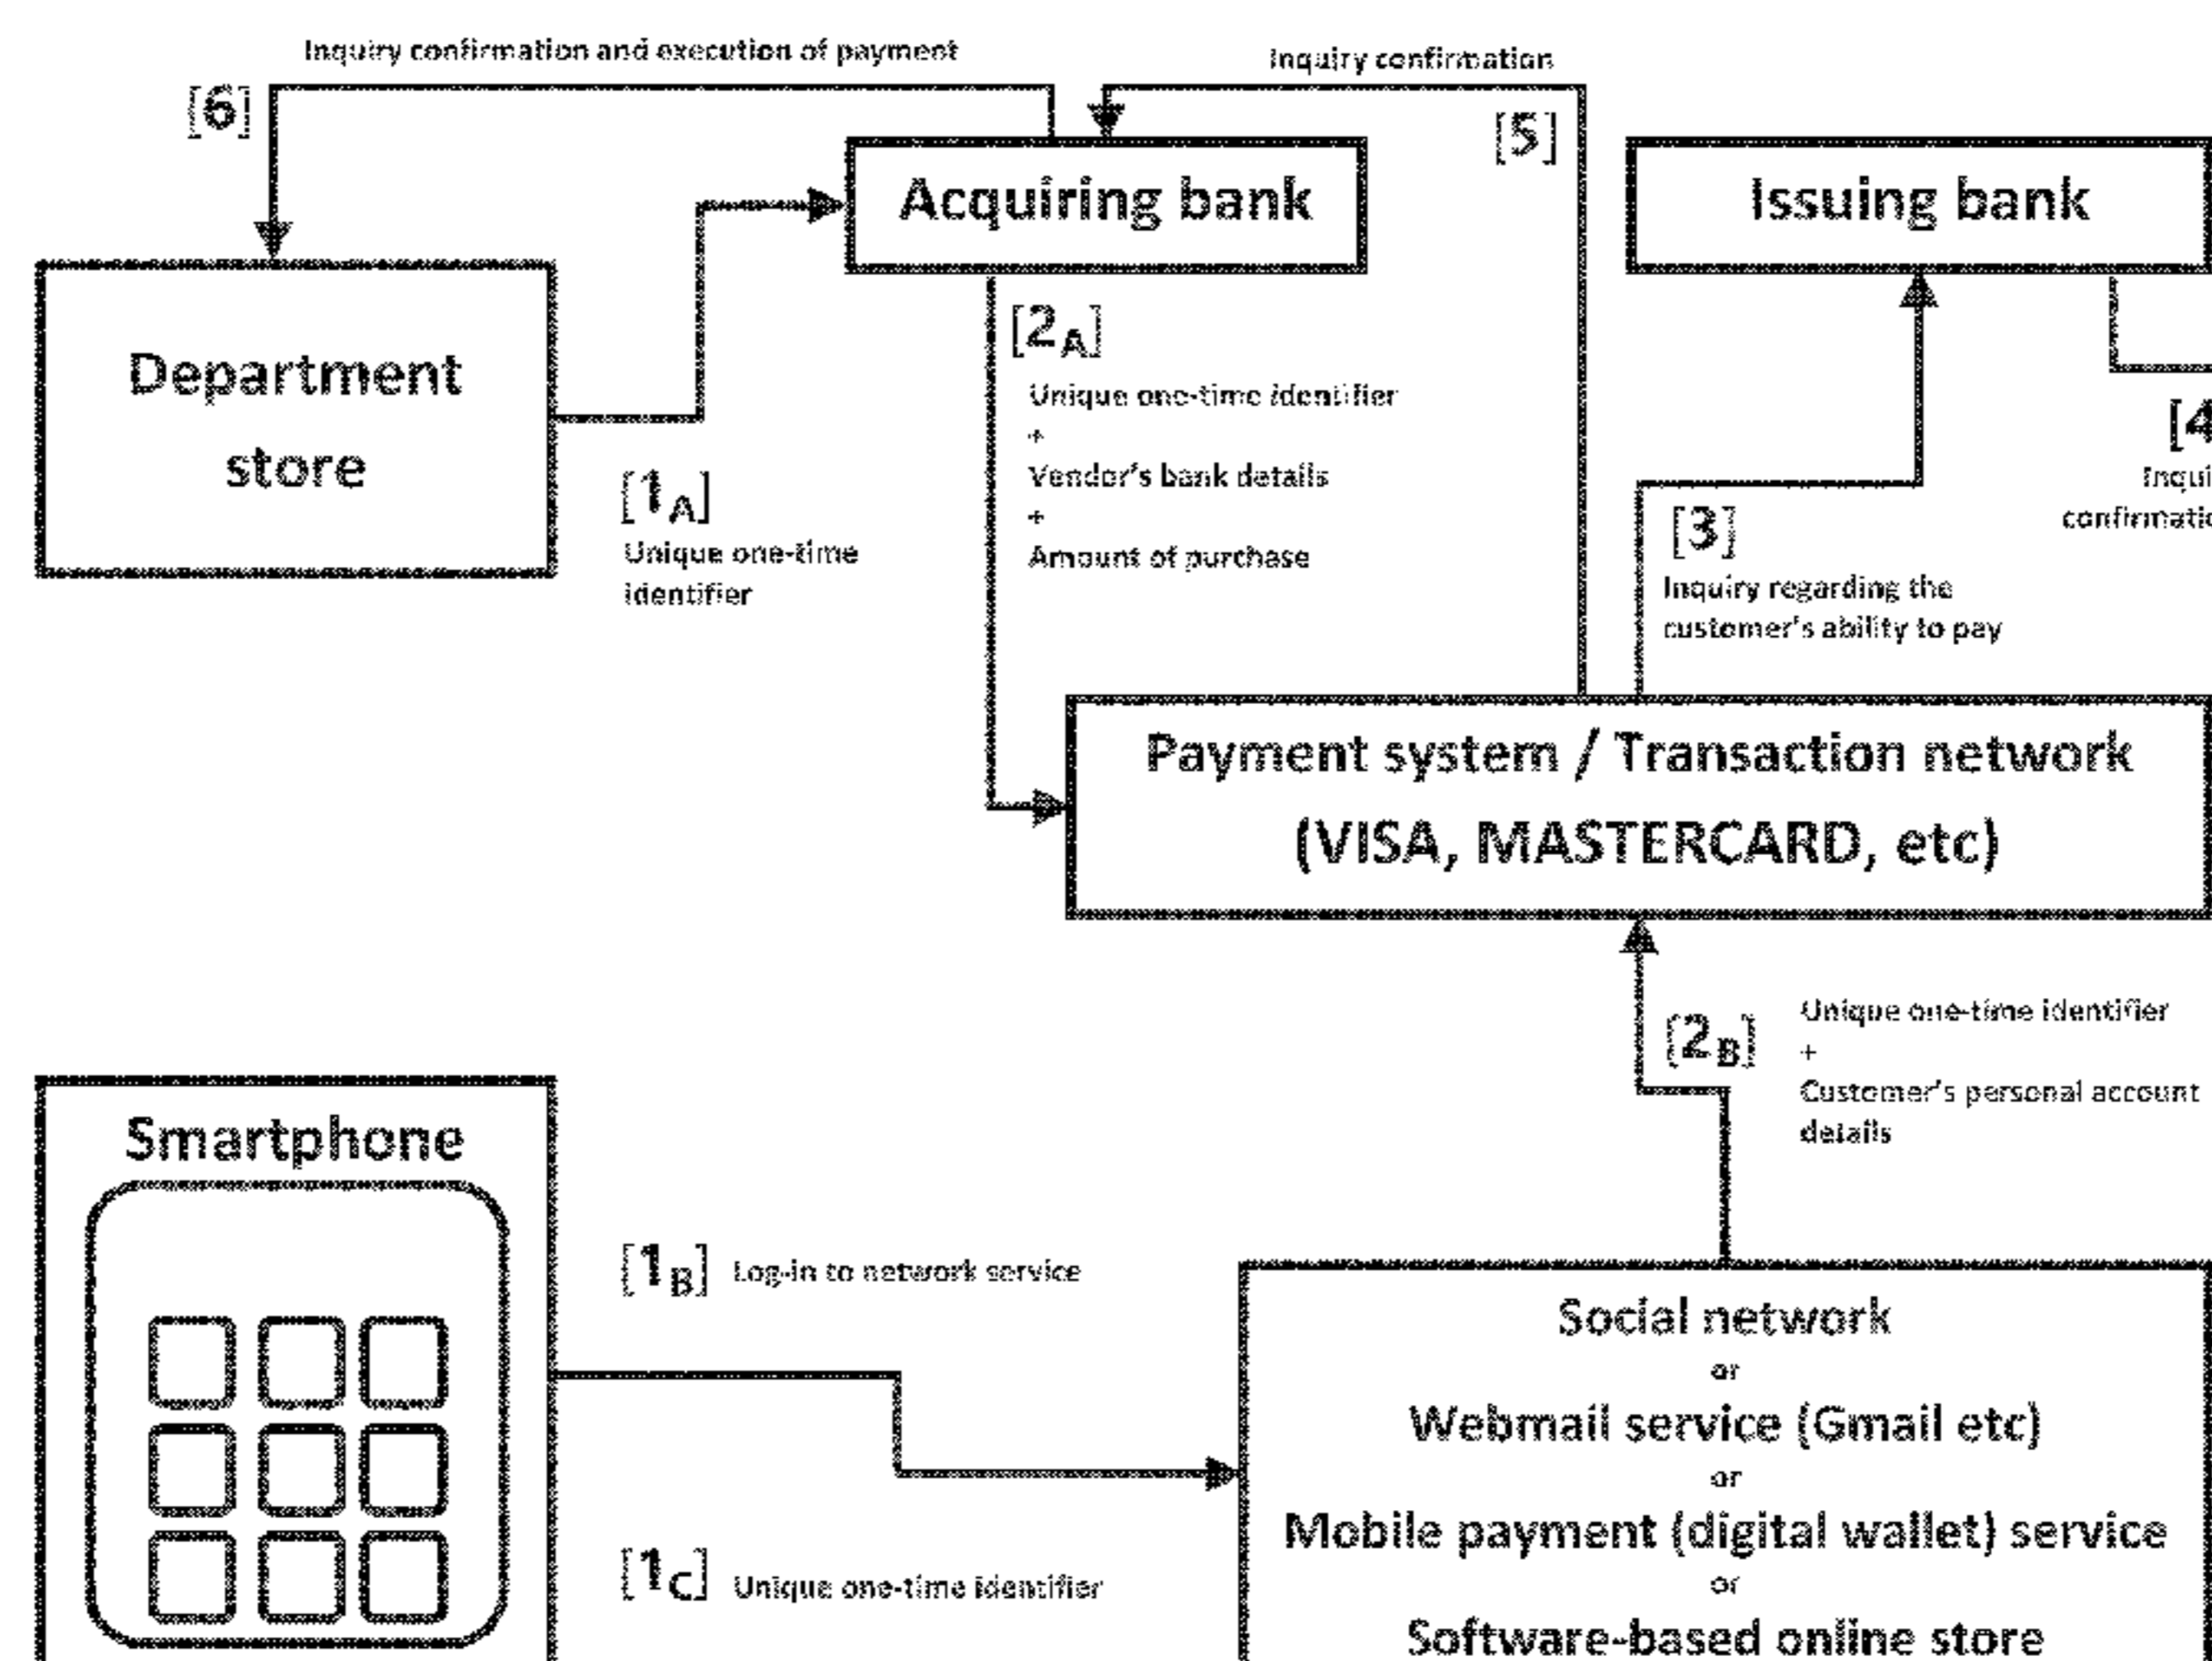 Inquiry confirmation and execution of payment
Inquiry confirmation
[6]
[5]
Acquiring bank
Issuing bank
Department
store
[2A]
Unique one-time identifier
+
Vendor's bank details
+
Amount of purchase
[1A]
Unique one-time
identifier
[4
Inqui
confirmatio
[3]
Inquiry regarding the
customer's ability to pay
Payment system / Transaction network
(VISA, MASTERCARD, etc)
[2B]
Unique one-time identifier
+
Customer's personal account
details
Smartphone
[1B] Log-in to network service
[1C] Unique one-time identifier
Social network
or
Webmail service (Gmail etc)
or
Mobile payment (digital wallet) service
or
Software-based online store